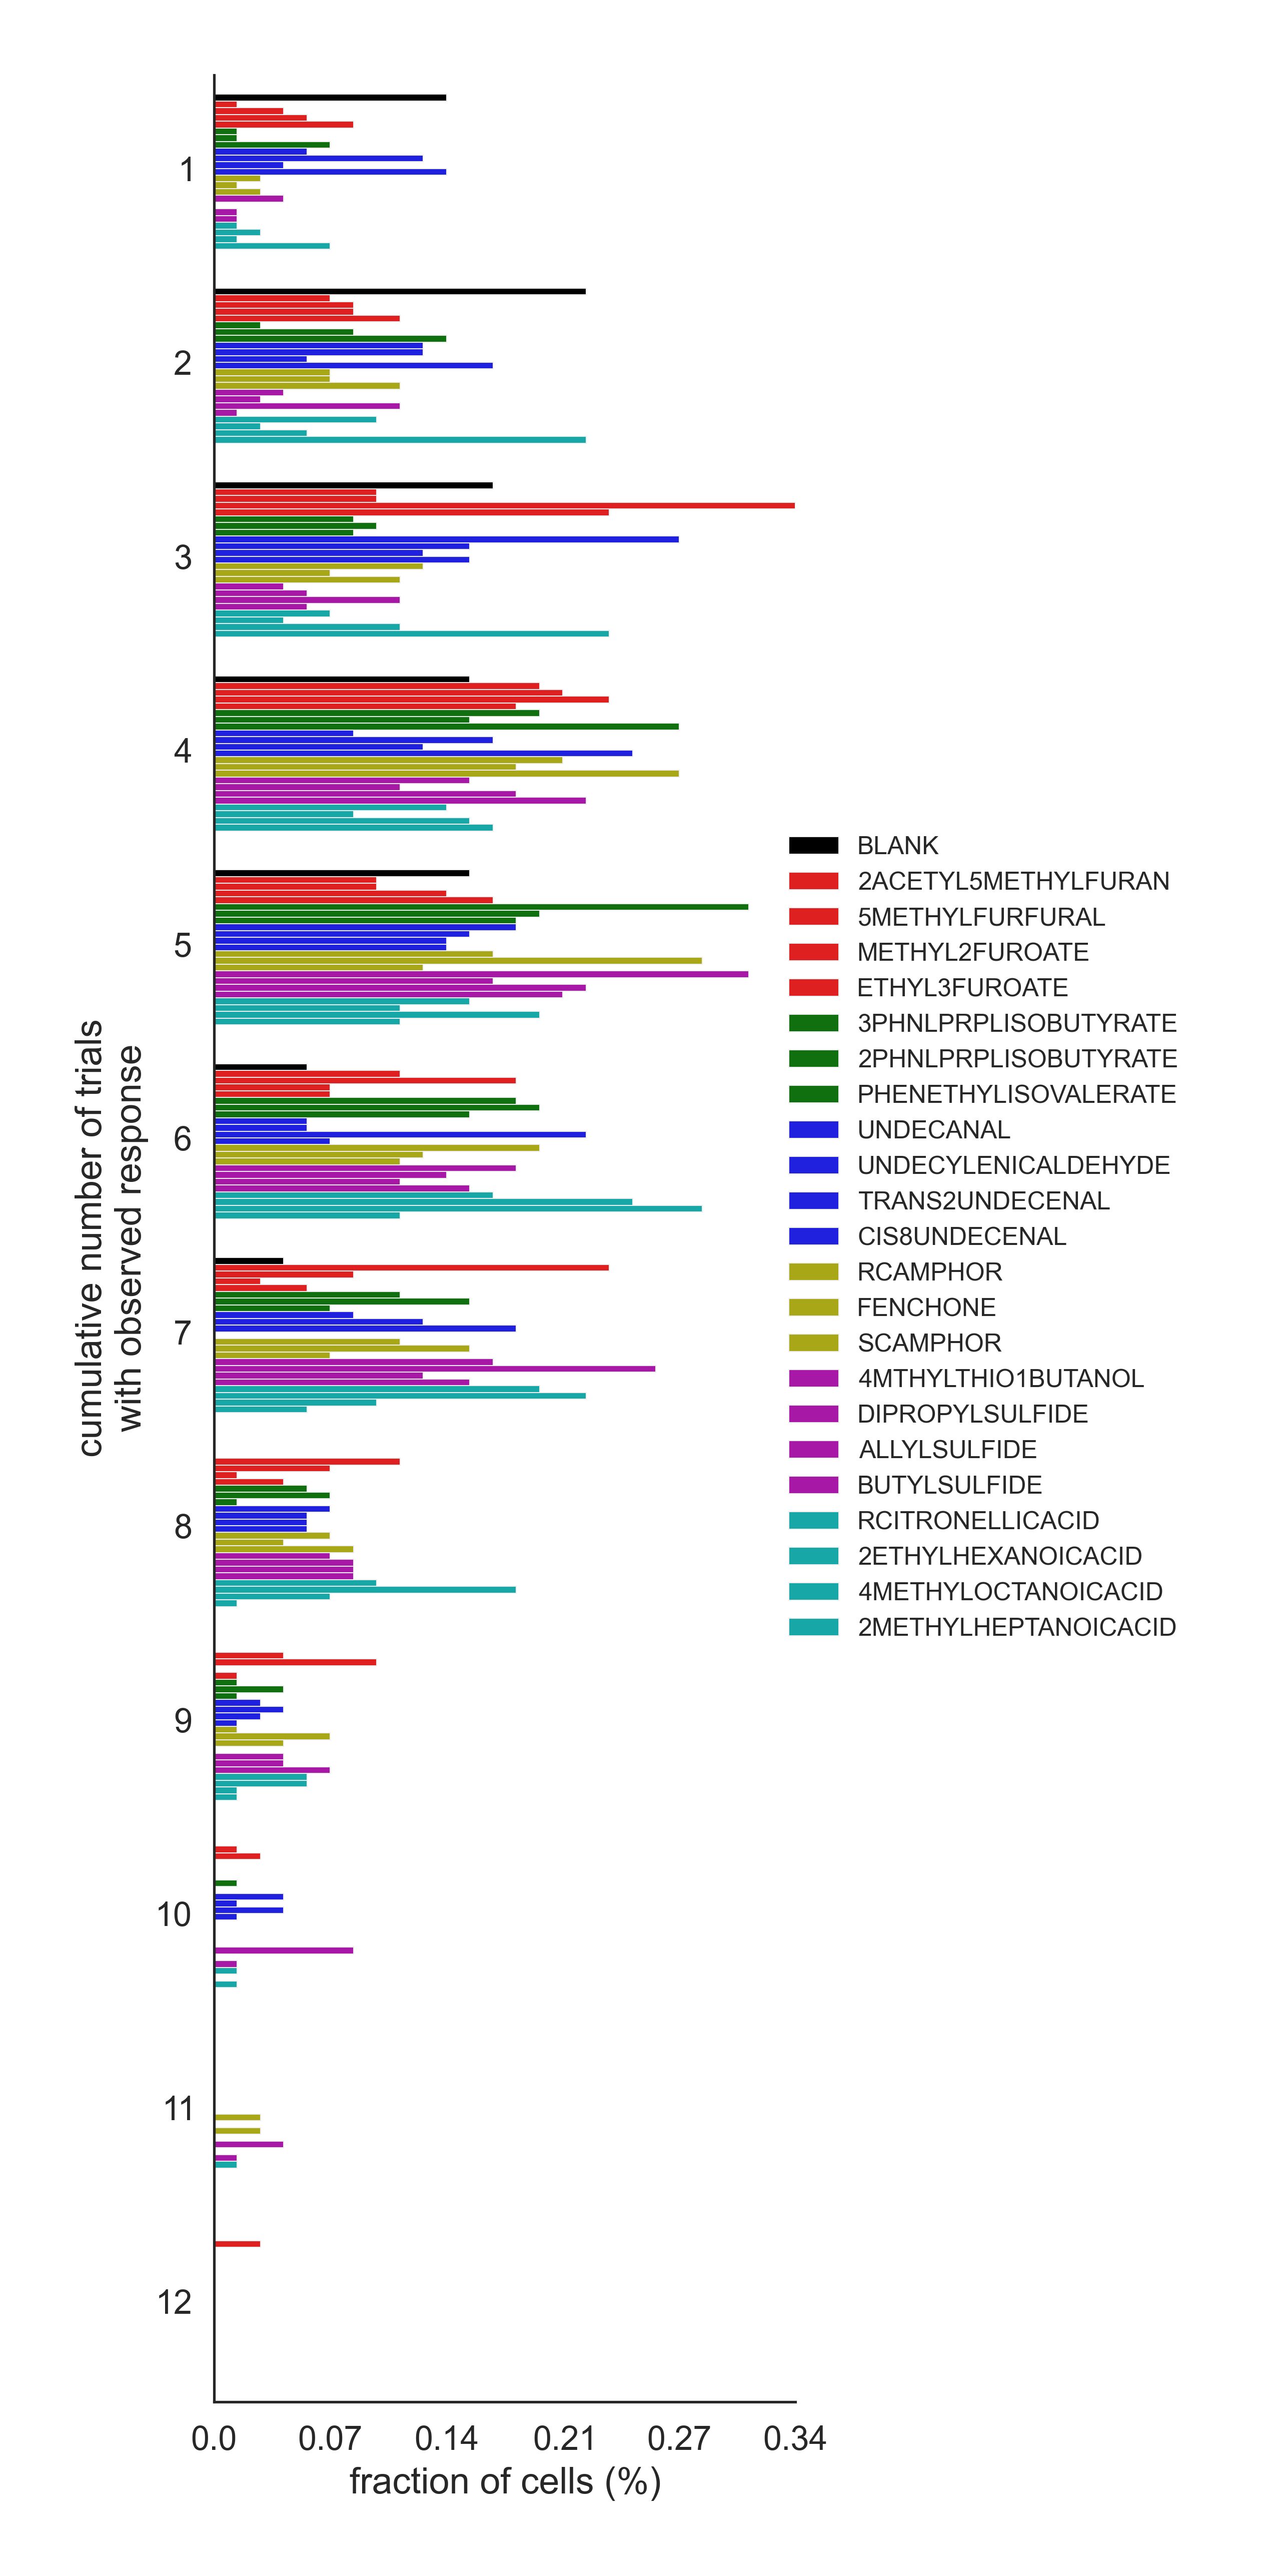 1
2
3
4
5
6
7
8
9
10
11
12
cumulative number of trials
with observed response
BLANK
2ACETYL5METHYLFURAN
5METHYLFURFURAL
METHYL2FUROATE
ETHYL3FUROATE
3PHNLPRPLISOBUTYRATE
2PHNLPRPLISOBUTYRATE
PHENETHYLISOVALERATE
UNDECANAL
UNDECYLENICALDEHYDE
TRANS2UNDECENAL
CIS8UNDECENAL
RCAMPHOR
FENCHONE
SCAMPHOR
4MTHYLTHIO1BUTANOL
DIPROPYLSULFIDE
ALLYLSULFIDE
BUTYLSULFIDE
RCITRONELLICACID
2ETHYLHEXANOICACID
4METHYLOCTANOICACID
2METHYLHEPTANOICACID
0.0 0.07 0.14 0.21 0.27 0.34
fraction of cells (%)